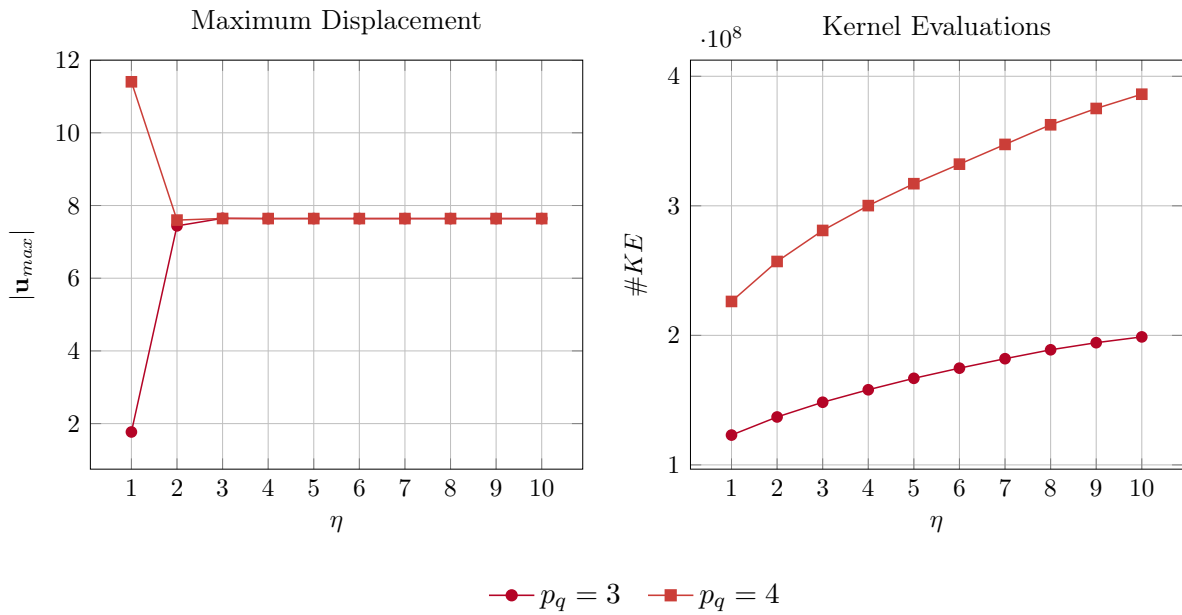 Maximum Displacement
12
10
8
6
4
2
|u_max|
1 2 3 4 5 6 7 8 9 10
η
Kernel Evaluations
·10^8
4
3
2
1
#KE
1 2 3 4 5 6 7 8 9 10
η
p_q = 3 p_q = 4